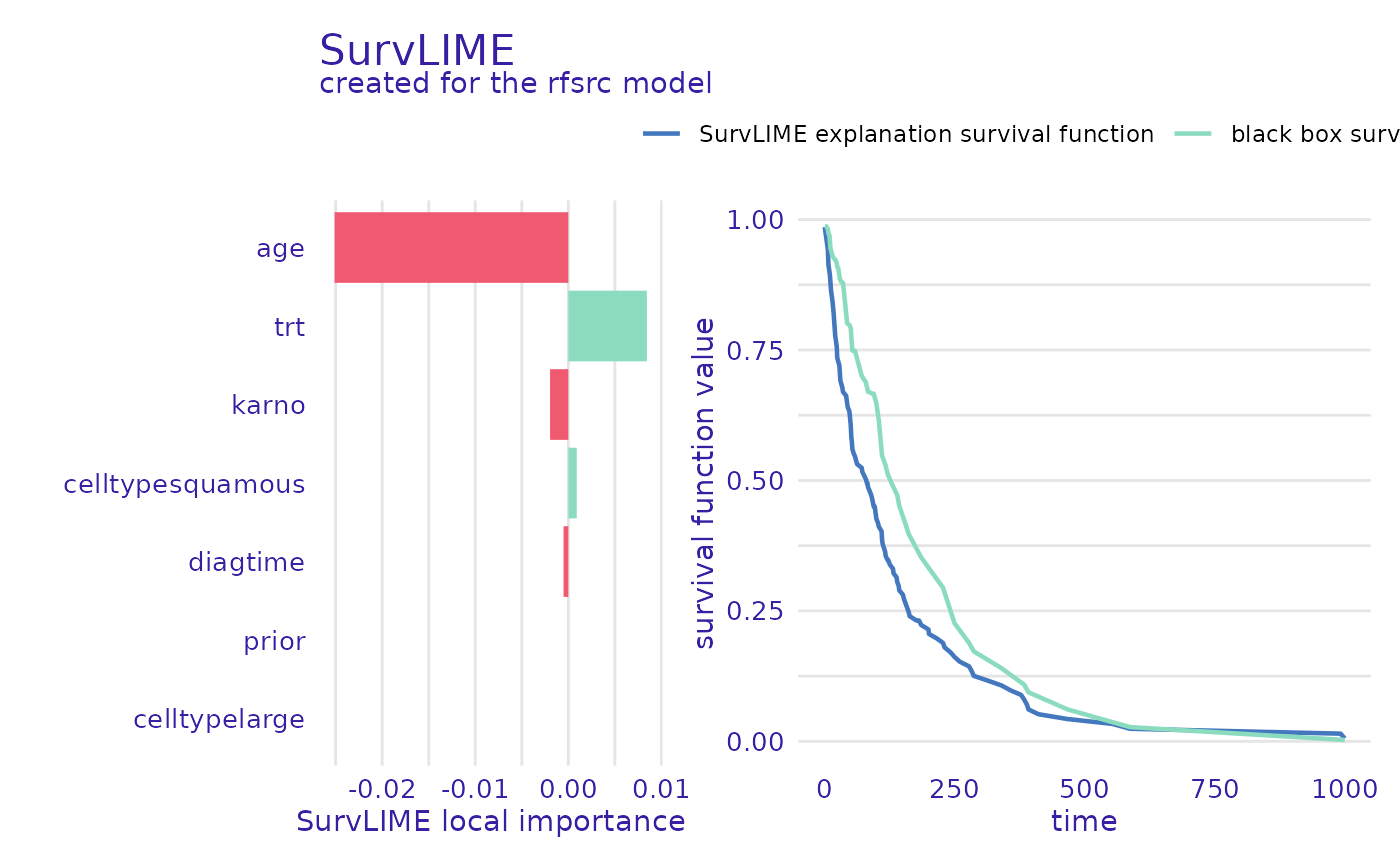 SurvLIME
created for the rfsrc model
SurvLIME explanation survival function
black box surv
age
trt
karno
celltypesquamous
diagtime
prior
celltypelarge
-0.02 -0.01 0.00 0.01
SurvLIME local importance
survival function value
1.00
0.75
0.50
0.25
0.00
0 250 500 750 1000
time